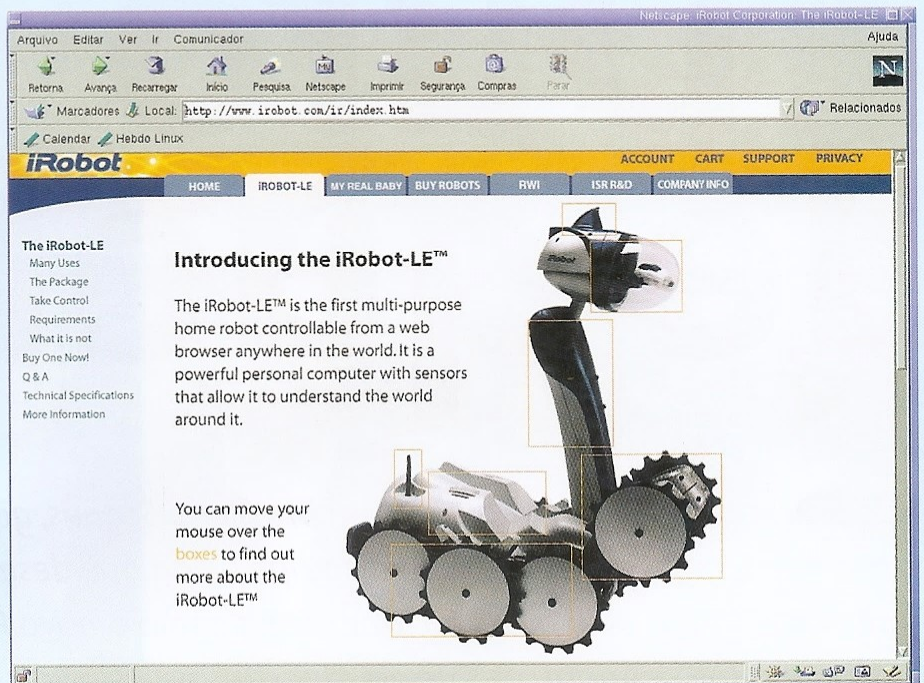 Netscape: iRobot Corporation: The iRobot-LE
Arquivo Editar Ver Ir Comunicador Ajuda
Retorna Avança Recarregar Início Pesquisa Netscape Imprimir Segurança Compras Parar
Marcadores Local: http://www.irobot.com/ir/index.htm Relacionados
Calendar Hebdo Linux
iRobot ACCOUNT CART SUPPORT PRIVACY
HOME iROBOT-LE MY REAL BABY BUY ROBOTS RWI ISR R&D COMPANY INFO
The iRobot-LE
Many Uses
The Package
Take Control
Requirements
What it is not
Buy One Now!
Q & A
Technical Specifications
More Information
Introducing the iRobot-LE™
The iRobot-LE™ is the first multi-purpose
home robot controllable from a web
browser anywhere in the world. It is a
powerful personal computer with sensors
that allow it to understand the world
around it.
You can move your
mouse over the
boxes to find out
more about the
iRobot-LE™
iRobot